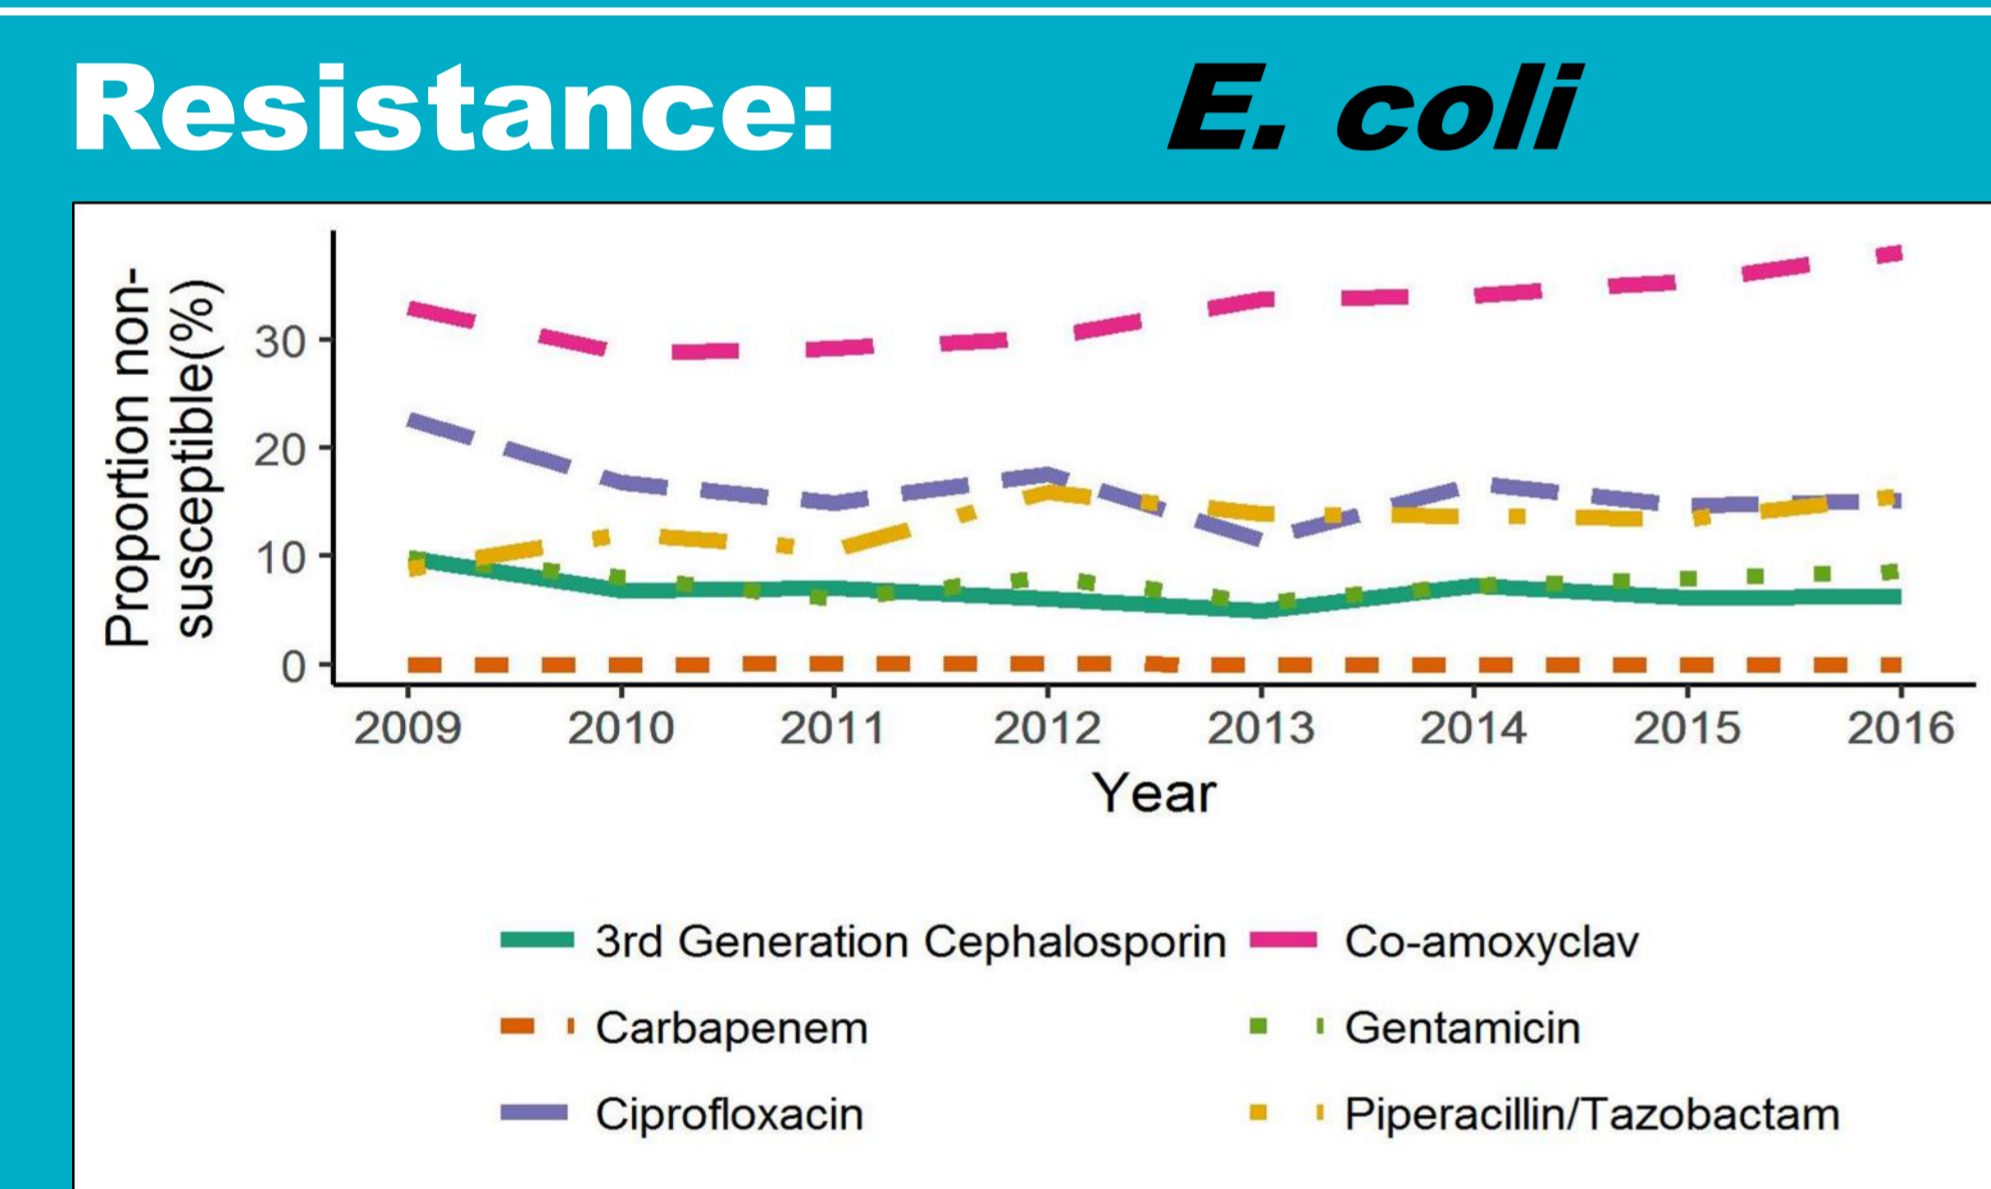 Resistance: E. coli
Proportion non-
susceptible(%)
30
20
10
0
2009 2010 2011 2012 2013 2014 2015 2016
Year
3rd Generation Cephalosporin Co-amoxyclav
Carbapenem Gentamicin
Ciprofloxacin Piperacillin/Tazobactam